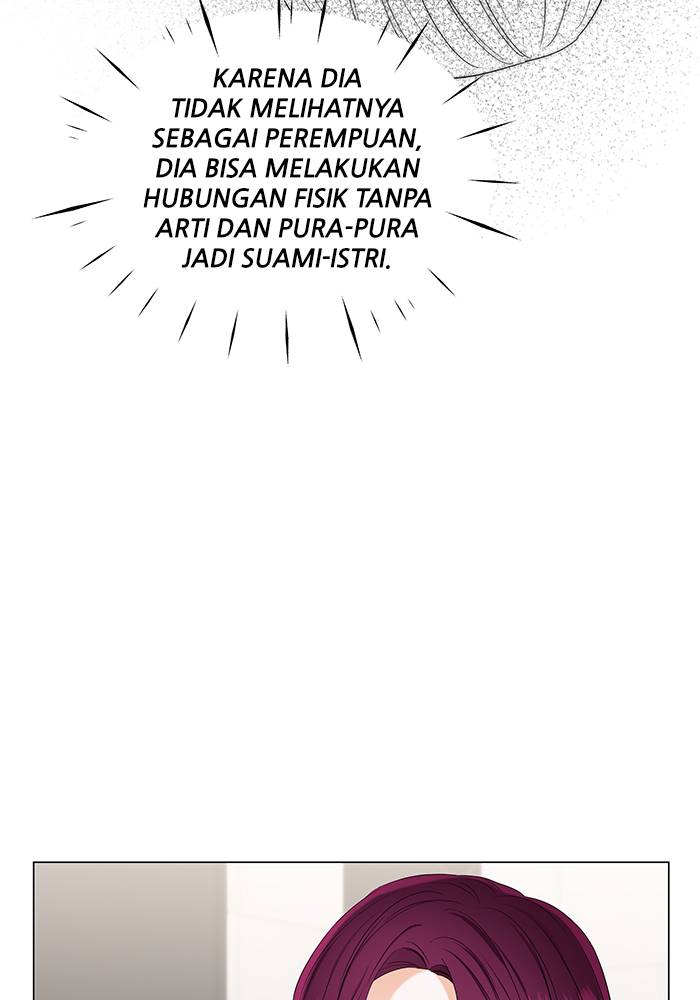 KARENA DIA
TIDAK MELIHATNYA
SEBAGAI PEREMPUAN,
DIA BISA MELAKUKAN
HUBUNGAN FISIK TANPA
ARTI DAN PURA-PURA
JADI SUAMI-ISTRI.